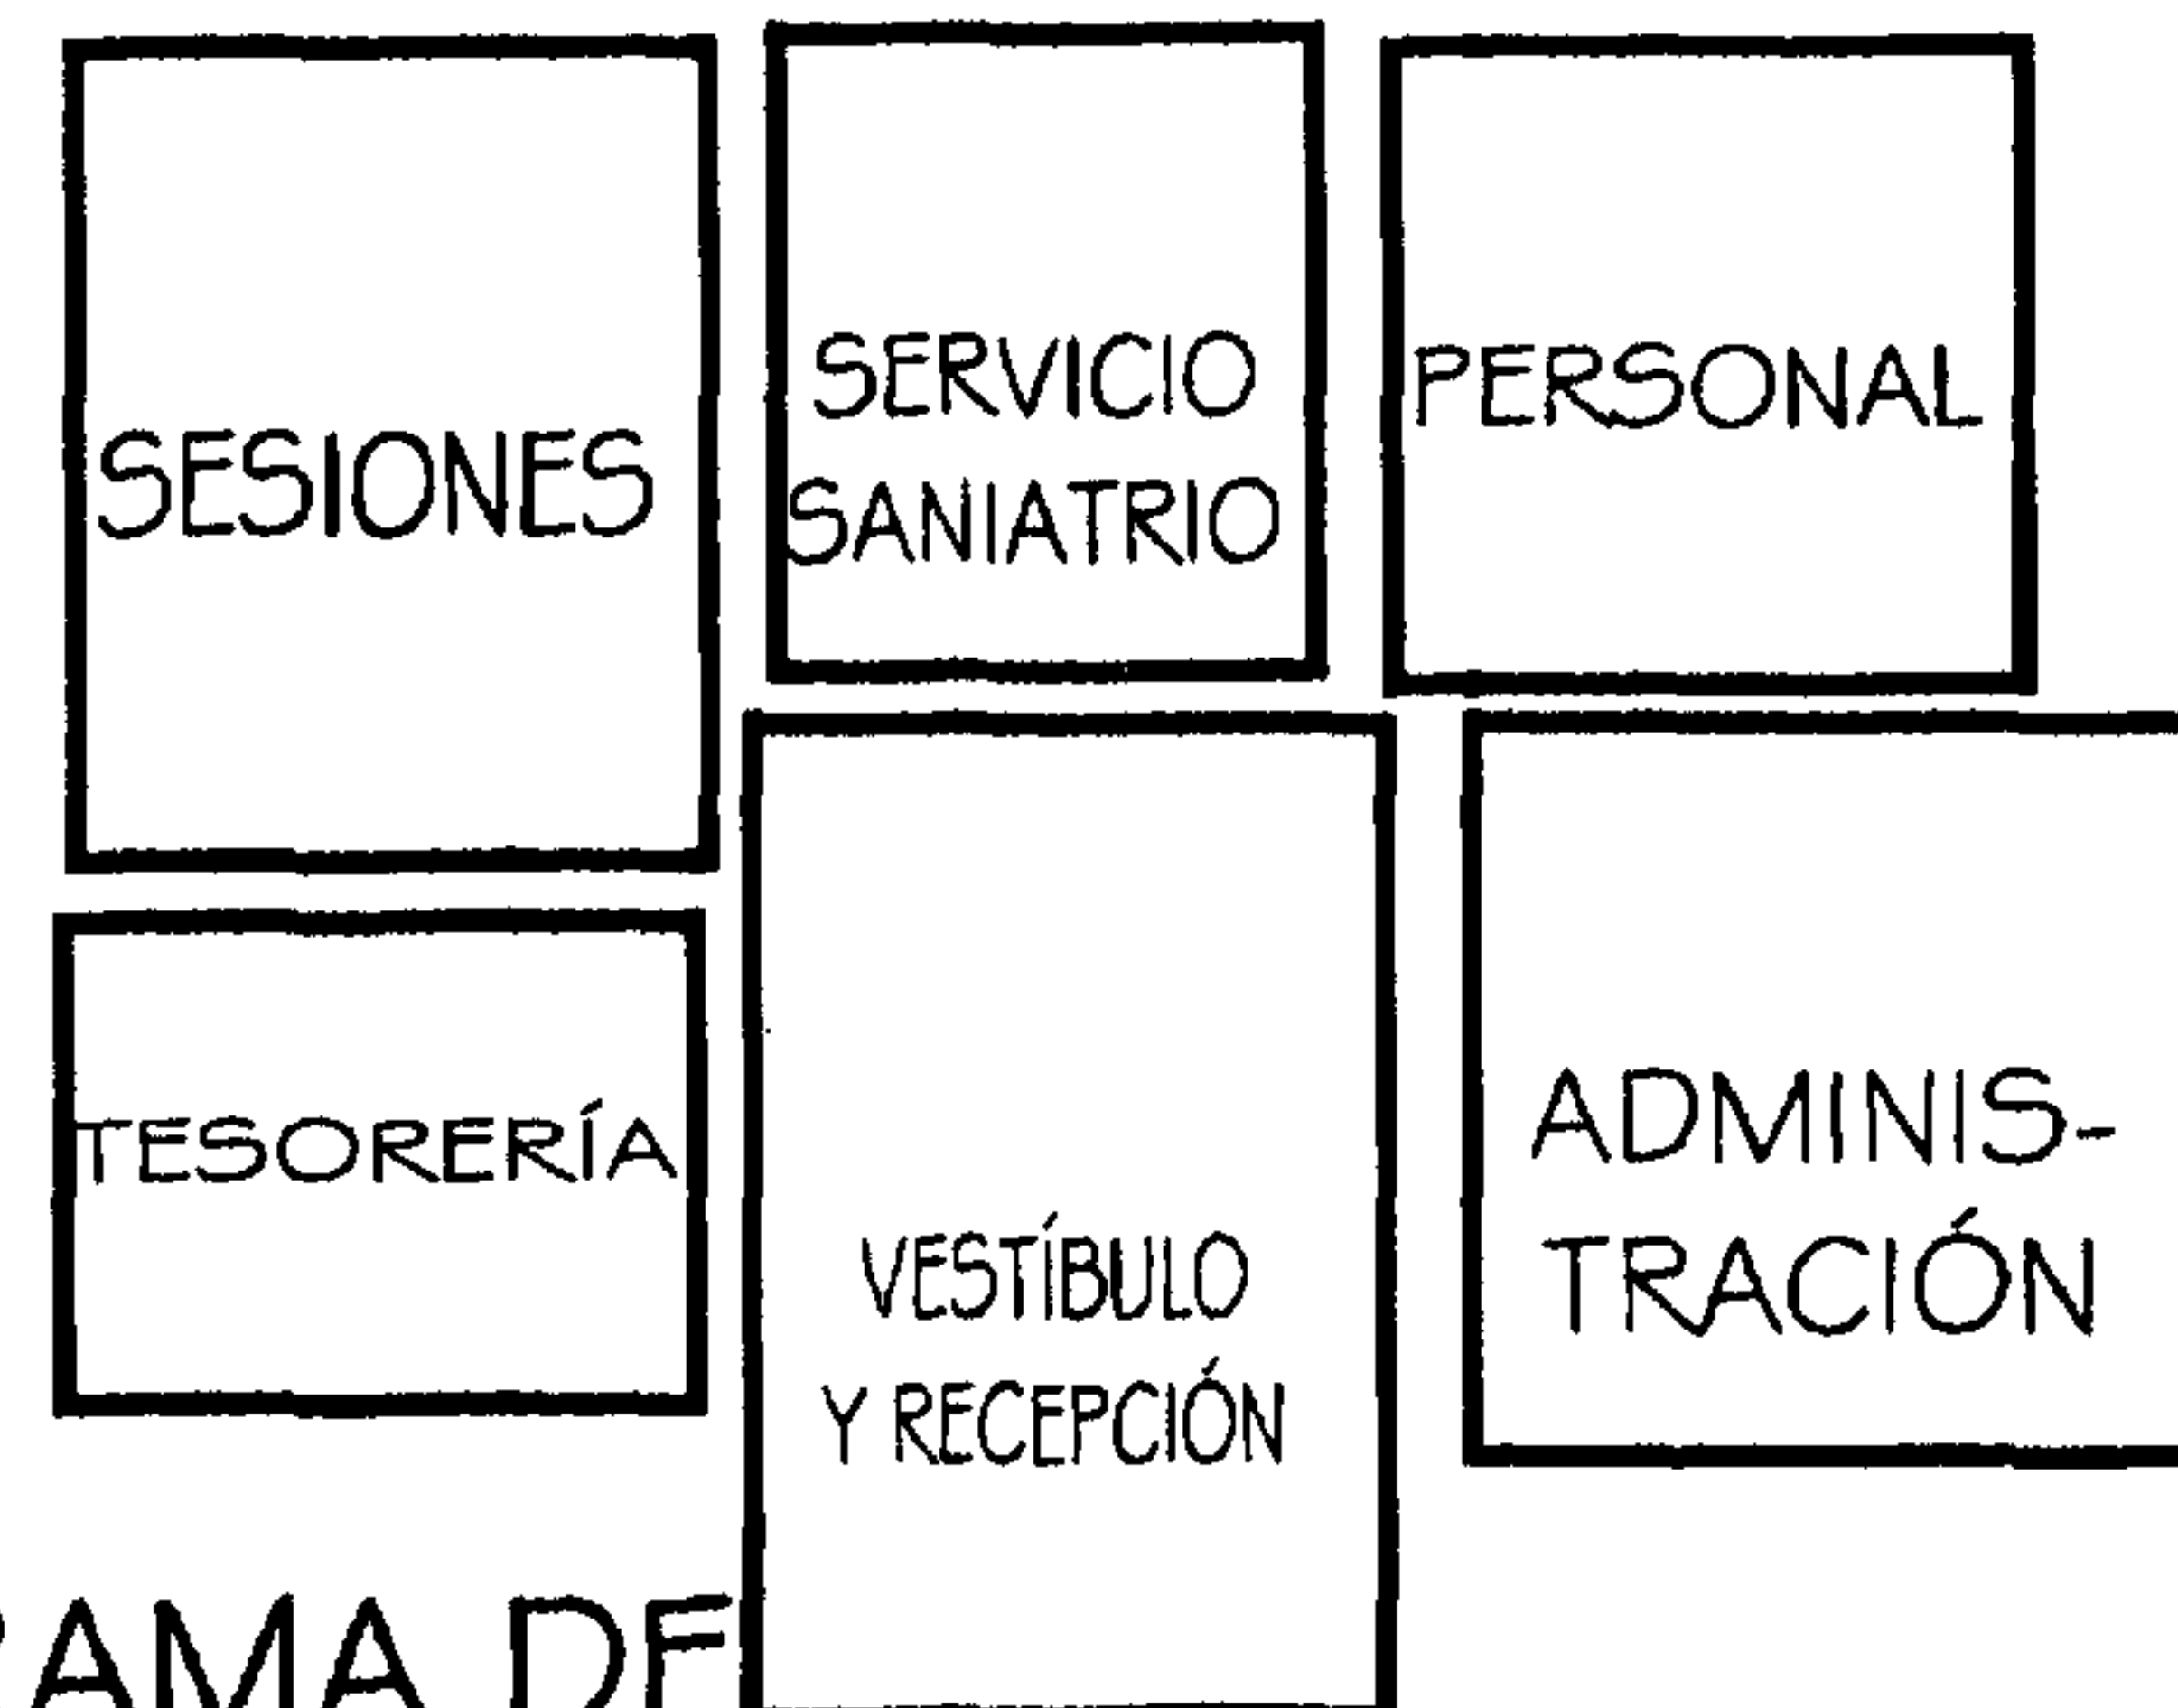 SESIONES
SERVICIO
SANIATRIO
PERSONAL
TESORERÍA
VESTÍBULO
Y RECEPCIÓN
ADMINIS-
TRACIÓN